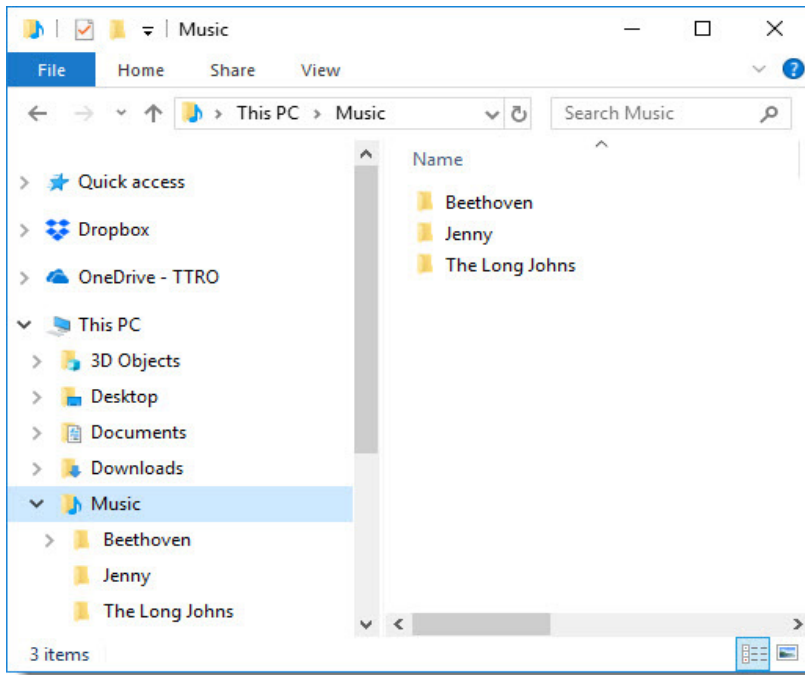 Music
File Home Share View
This PC > Music Search Music
Name
Quick access
Dropbox
OneDrive - TTRO
This PC
3D Objects
Desktop
Documents
Downloads
Music
Beethoven
Jenny
The Long Johns
Beethoven
Jenny
The Long Johns
3 items